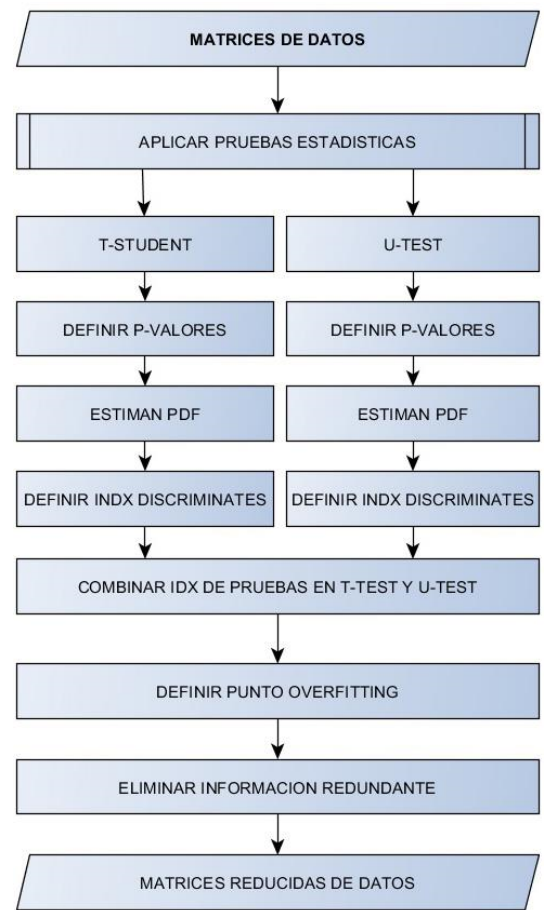 MATRICES DE DATOS
APLICAR PRUEBAS ESTADISTICAS
T-STUDENT
U-TEST
DEFINIR P-VALORES
DEFINIR P-VALORES
ESTIMAN PDF
ESTIMAN PDF
DEFINIR INDX DISCRIMINATES
DEFINIR INDX DISCRIMINATES
COMBINAR IDX DE PRUEBAS EN T-TEST Y U-TEST
DEFINIR PUNTO OVERFITTING
ELIMINAR INFORMACION REDUNDANTE
MATRICES REDUCIDAS DE DATOS